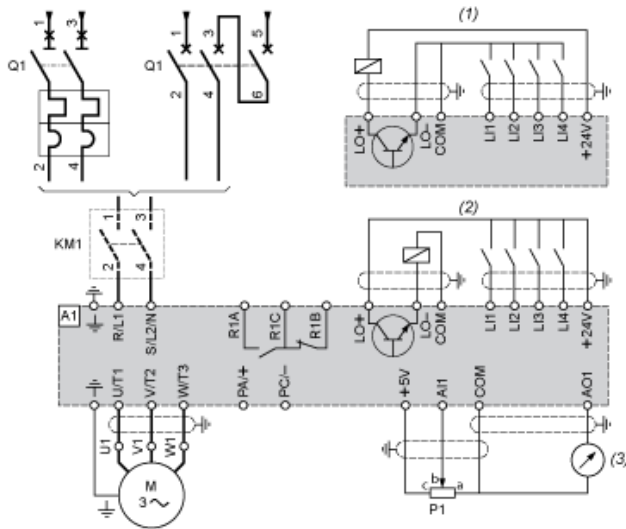 1 3
Q1
2 4
1 3 5
Q1
2 4 6
(1)
LO+ LO- COM LI1 LI2 LI3 LI4 +24V
1 3
KM1
2 4
(2)
A1
R/L1 S/L2/N R1A R1C R1B LO+ LO- COM LI1 LI2 LI3 LI4 +24V
U/T1 V/T2 W/T3 PA/+ PC/- +5V AI1 COM AO1
U1 V1 W1
M
3~
c b a
P1
(3)